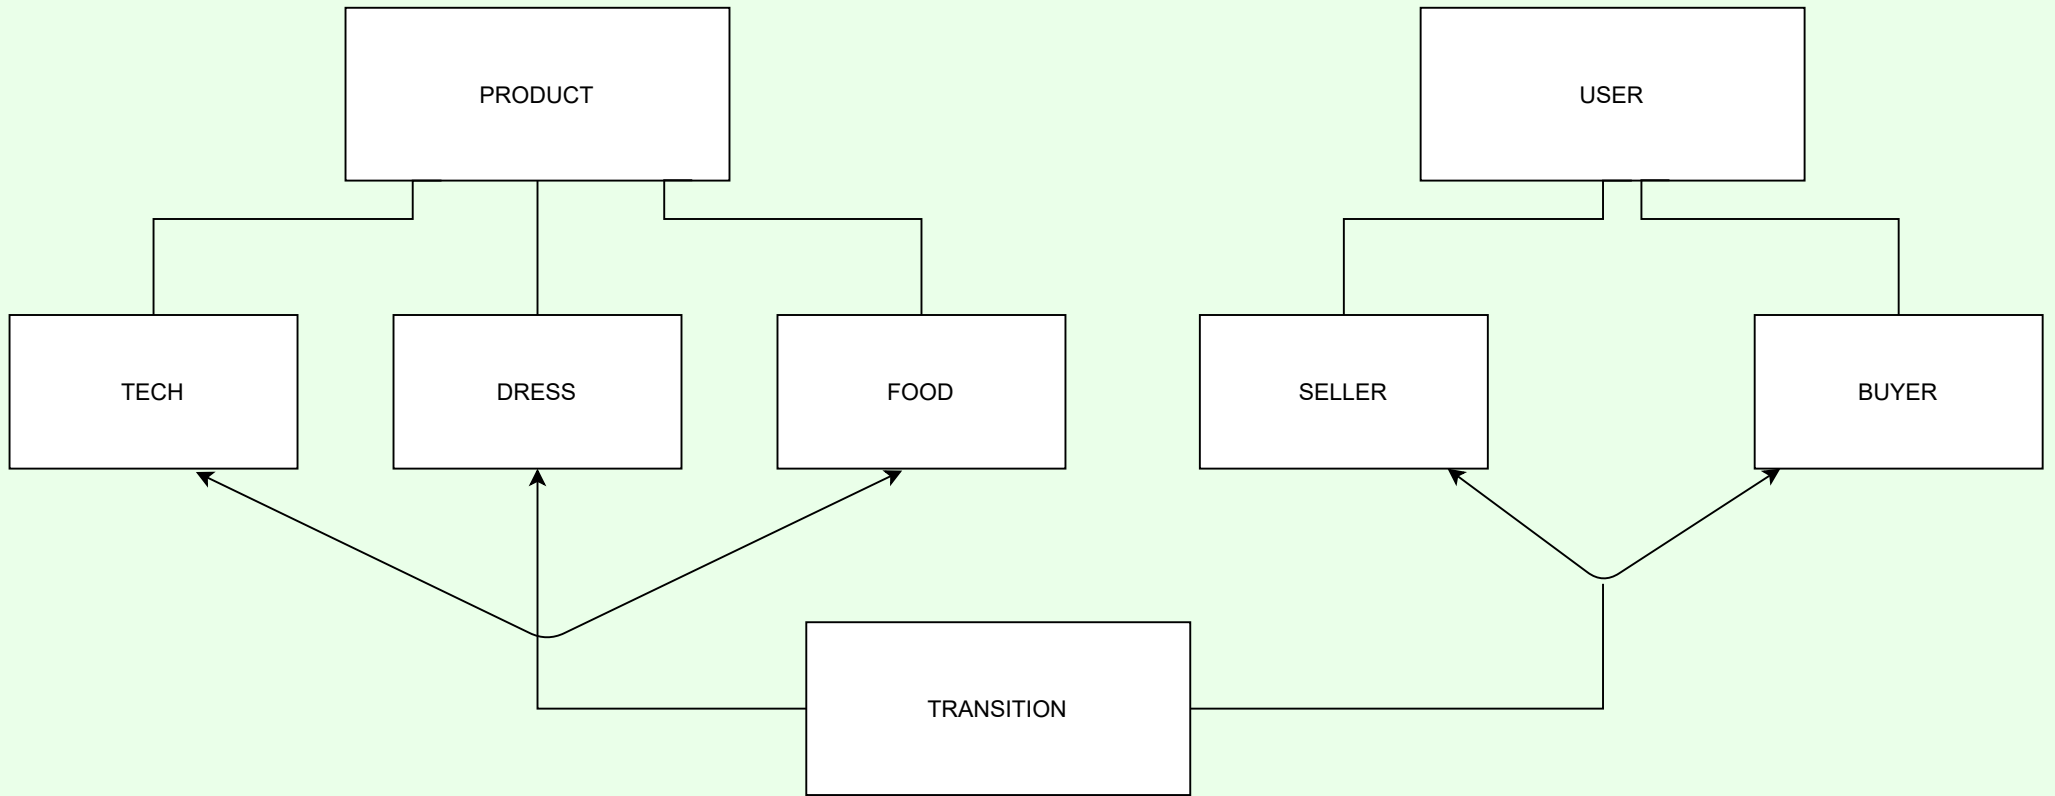 PRODUCT
USER
TECH
DRESS
FOOD
SELLER
BUYER
TRANSITION